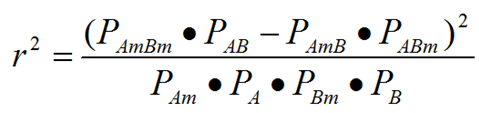 r² = (P_AmBm • P_AB − P_AmB • P_ABm)² / P_Am • P_A • P_Bm • P_B